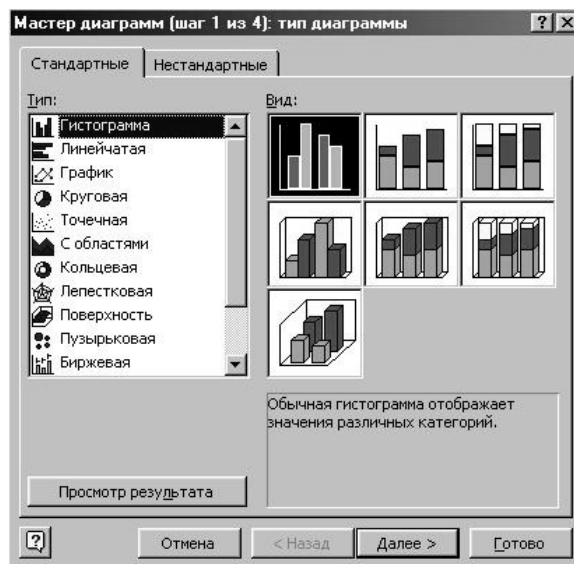 Мастер диаграмм (шаг 1 из 4): тип диаграммы
Стандартные
Нестандартные
Тип:
Гистограмма
Линейчатая
График
Круговая
Точечная
С областями
Кольцевая
Лепестковая
Поверхность
Пузырьковая
Биржевая
Вид:
Обычная гистограмма отображает
значения различных категорий.
Просмотр результата
Отмена
< Назад
Далее >
Готово